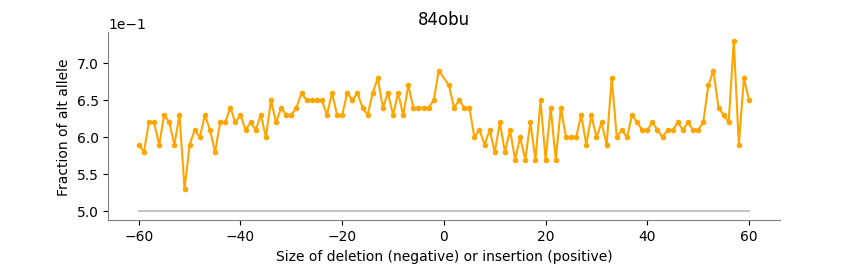 84obu
1e−1
7.0
6.5
6.0
5.5
5.0
Fraction of alt allele
−60 −40 −20 0 20 40 60
Size of deletion (negative) or insertion (positive)